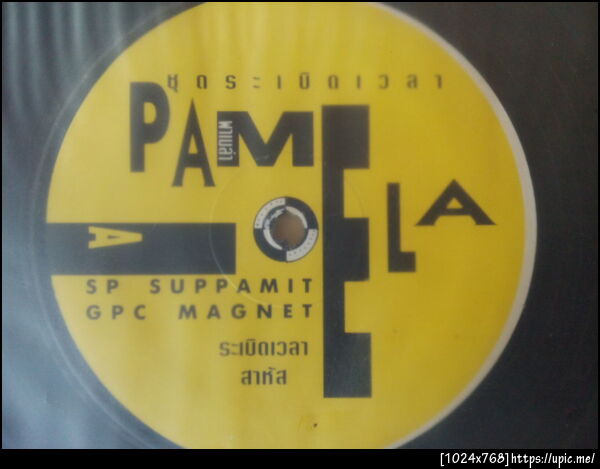 ชุดระเบิดเวลา
PAMELA
พาเมล่า
A
SP SUPPAMIT
GPC MAGNET
ระเบิดเวลา
สาหัส
[1024x768]https://upic.me/